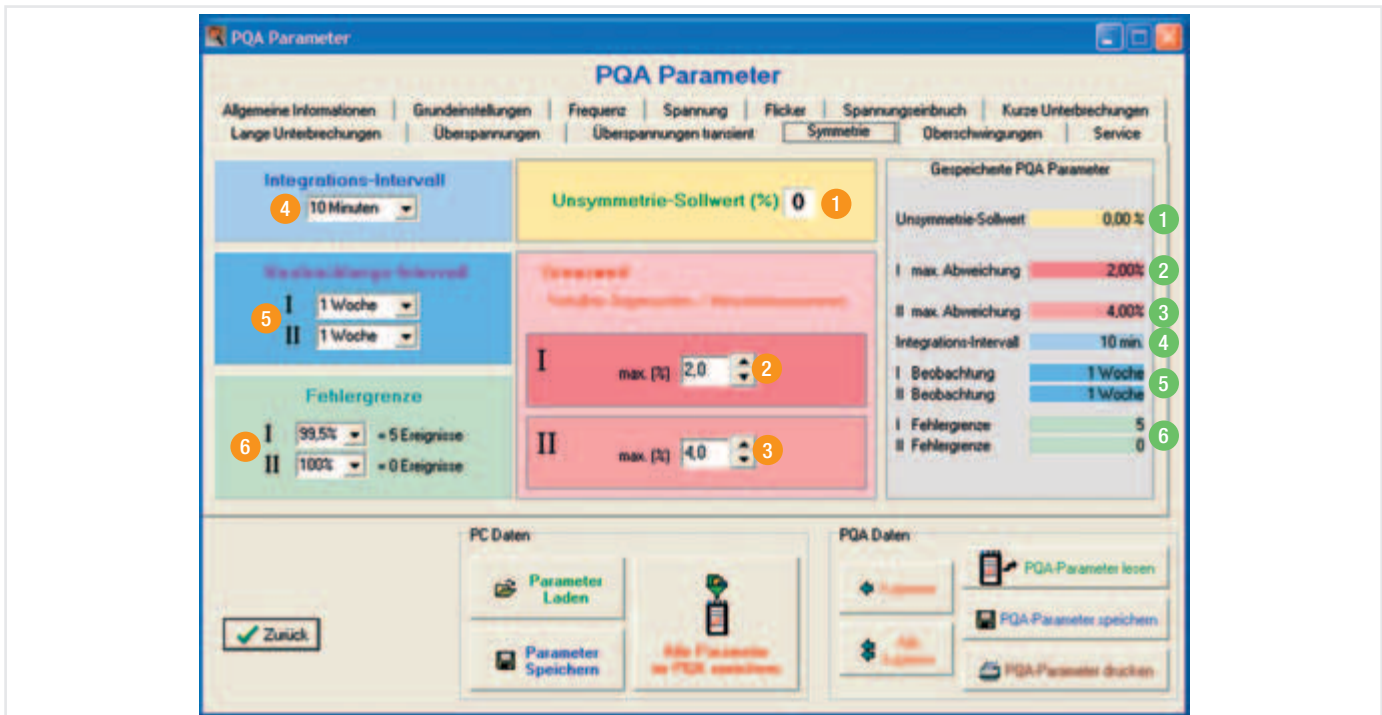 PQA Parameter
PQA Parameter
Allgemeine Informationen Grundeinstellungen Frequenz Spannung Flicker Spannungseinbruch Kurze Unterbrechungen
Lange Unterbrechungen Überspannungen Überspannungen transient Symmetrie Oberschwingungen Service
Integrations-Intervall
4 10 Minuten
Unsymmetrie-Sollwert (%) 0 1
5
I 1 Woche
II 1 Woche
I max. (%) 2,0 2
II max. (%) 4,0 3
Fehlergrenze
6
I 99,5% = 5 Ereignisse
II 100% = 0 Ereignisse
Gespeicherte PQA Parameter
Unsymmetrie-Sollwert 0,00 % 1
I max. Abweichung 2,00% 2
II max. Abweichung 4,00% 3
Integrations-Intervall 10 min. 4
I Beobachtung 1 Woche
II Beobachtung 1 Woche
5
I Fehlergrenze 5
II Fehlergrenze 0
6
Zurück
PC Daten
Parameter
Laden
Parameter
Speichern
Alle Parameter
PQA Daten
PQA-Parameter lesen
PQA-Parameter speichern
PQA-Parameter drucken